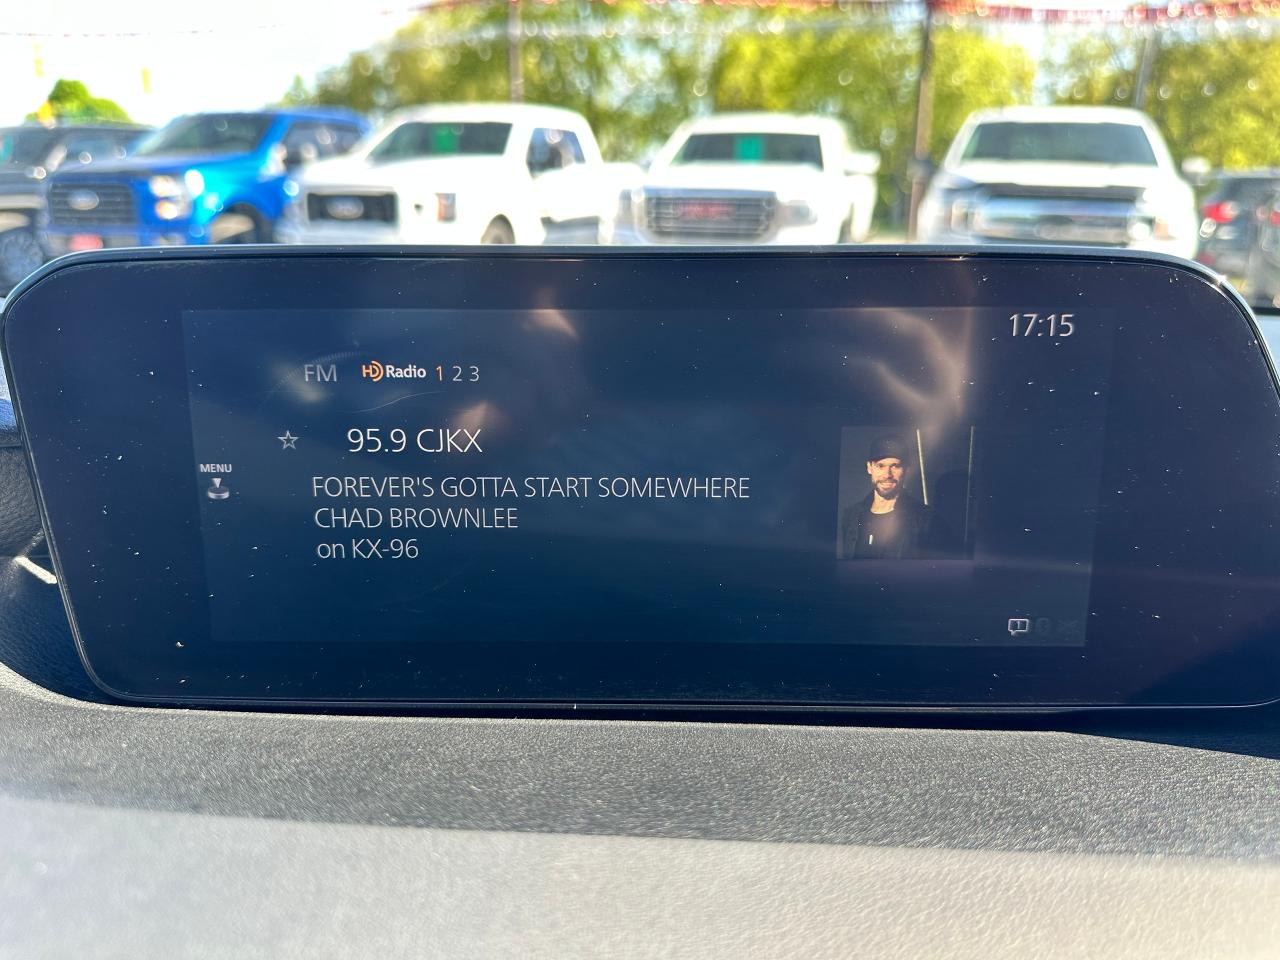 17:15
FM HD Radio 1 2 3
95.9 CJKX
MENU
FOREVER'S GOTTA START SOMEWHERE
CHAD BROWNLEE
on KX-96